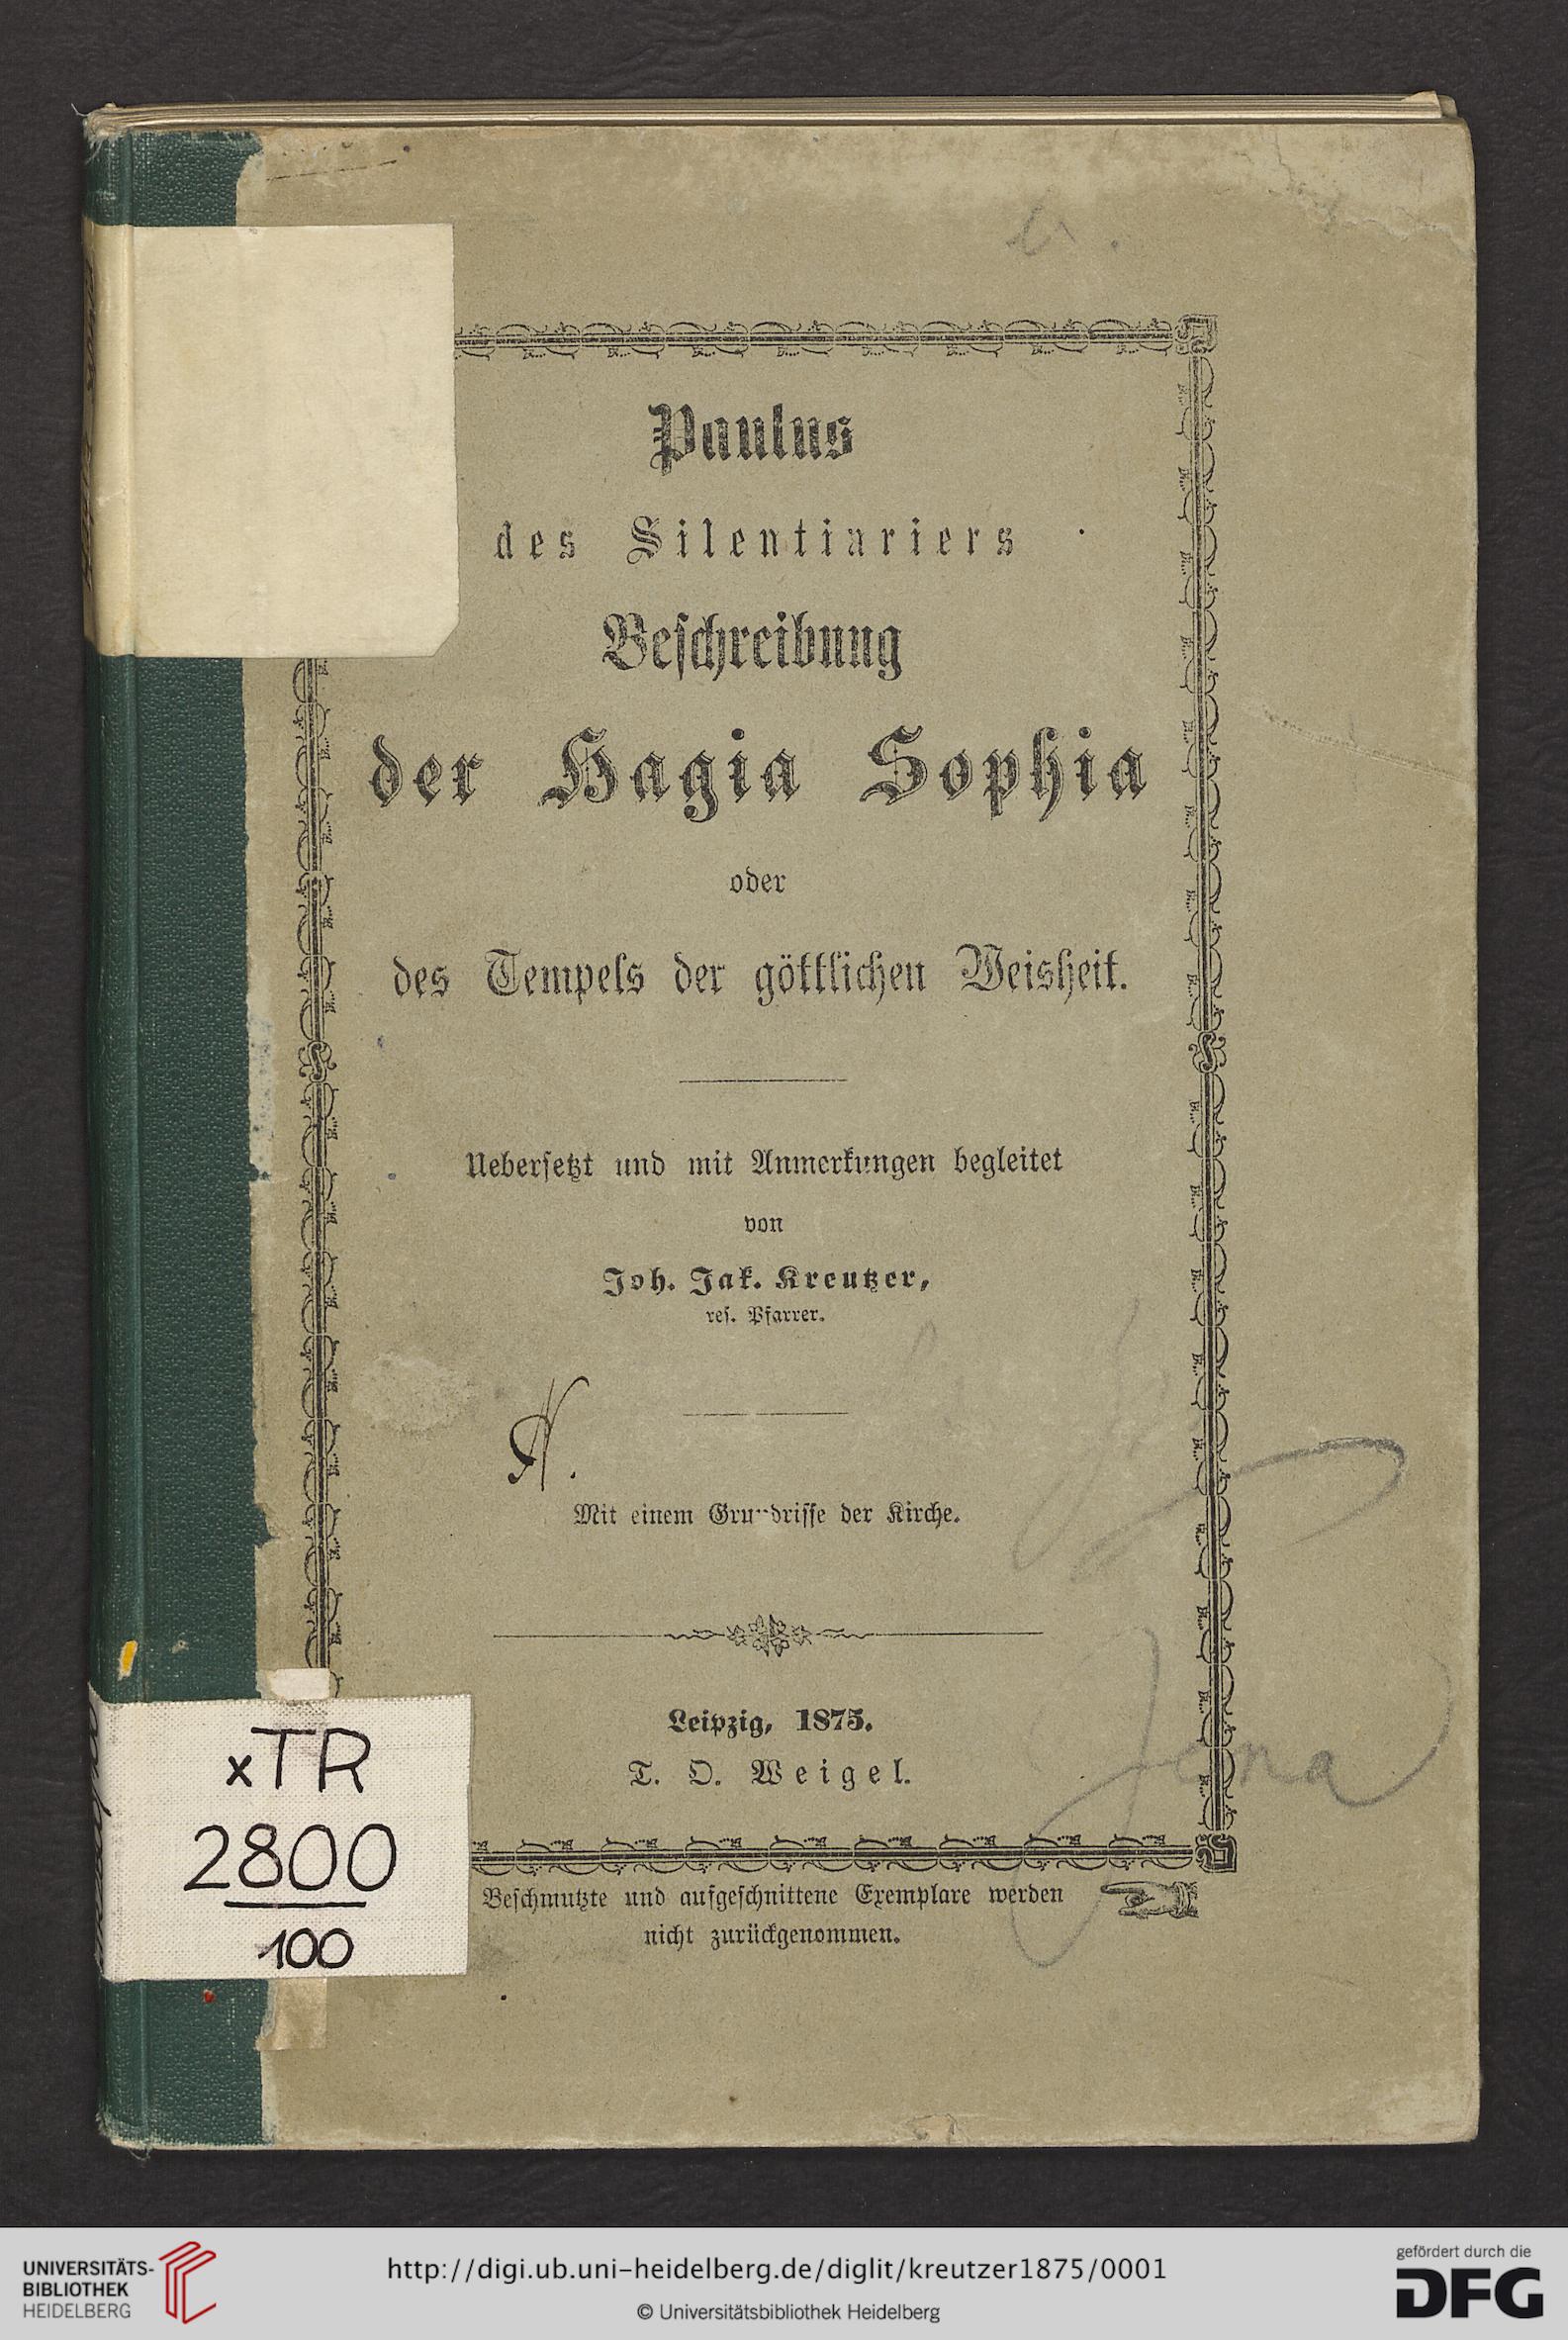 Paulus
des Silentiariers
Beschreibung
der Hagia Sophia
oder
des Tempels der göttlichen Weisheit.
Uebersetzt und mit Anmerkungen begleitet
von
Joh. Jak. Kreutzer,
res. Pfarrer.
Mit einem Grundrisse der Kirche.
Leipzig, 1875.
T. O. Weigel.
Jena
Beschmutzte und aufgeschnittene Exemplare werden
nicht zurückgenommen.
xTR
2800
100
UNIVERSITÄTS-
BIBLIOTHEK
HEIDELBERG
http://digi.ub.uni-heidelberg.de/diglit/kreutzer1875/0001
© Universitätsbibliothek Heidelberg
gefördert durch die
DFG